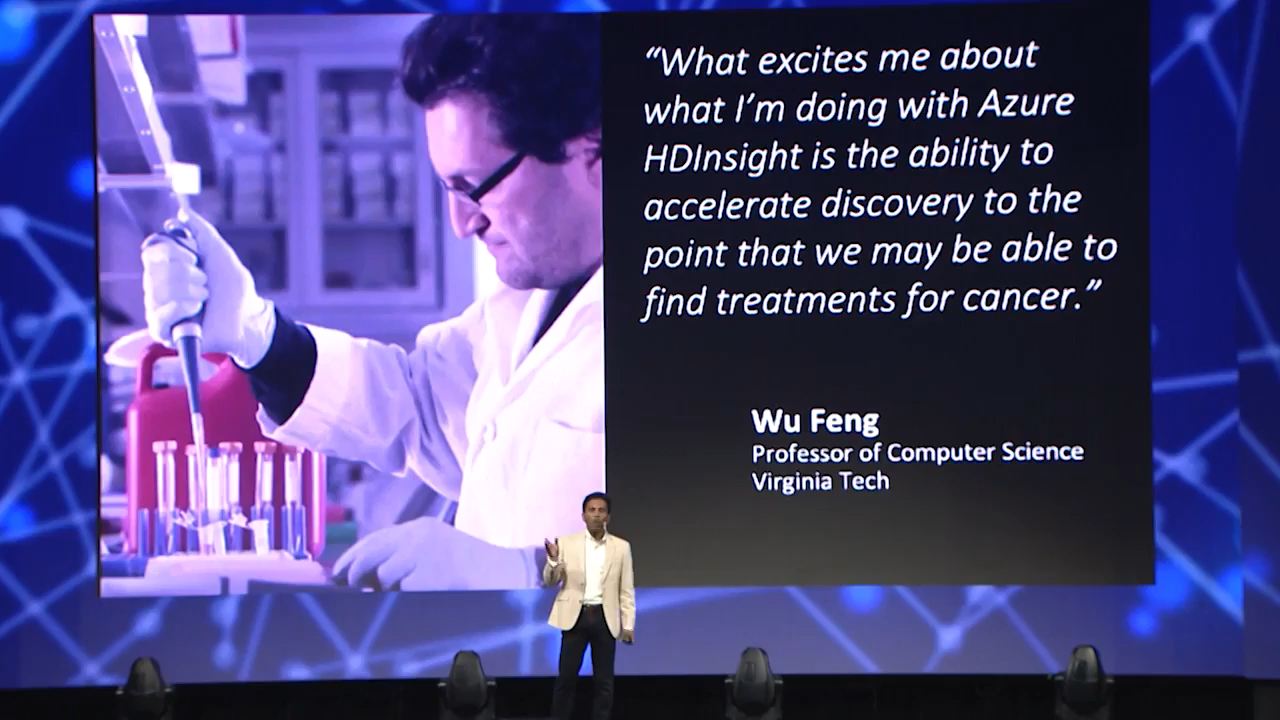 “What excites me about
what I’m doing with Azure
HDInsight is the ability to
accelerate discovery to the
point that we may be able to
find treatments for cancer.”
Wu Feng
Professor of Computer Science
Virginia Tech